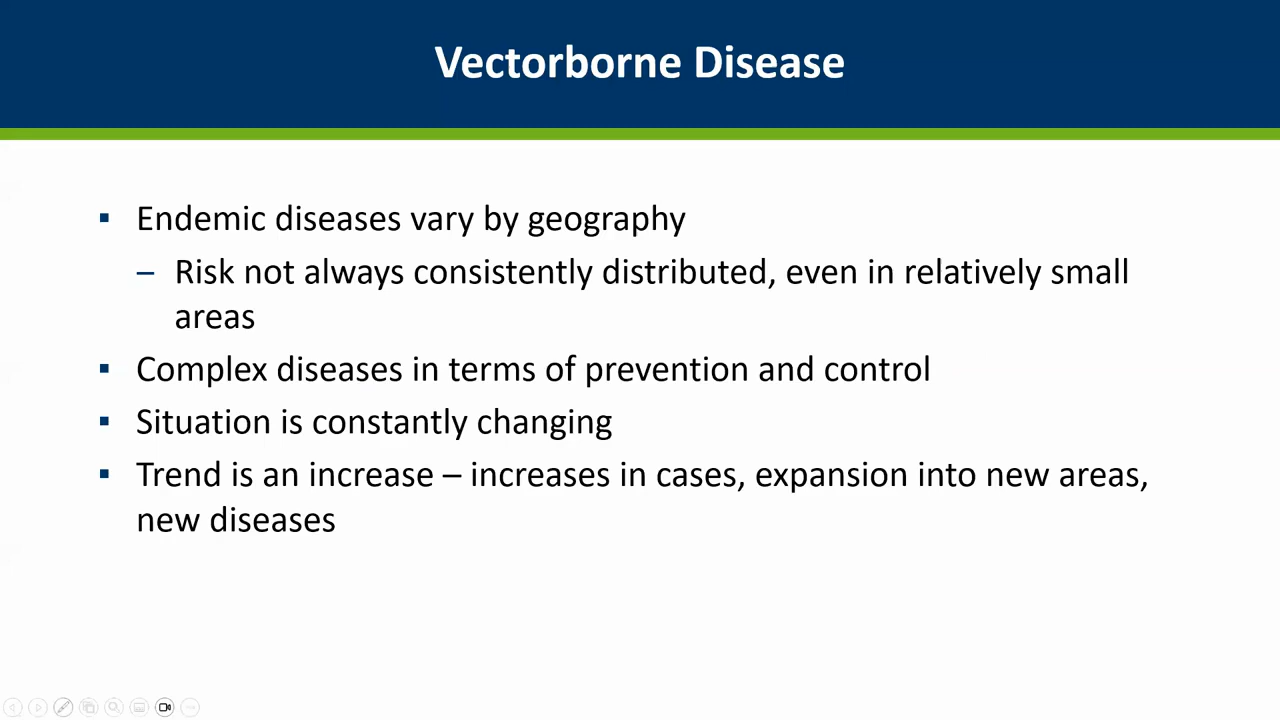 Vectorborne Disease
▪ Endemic diseases vary by geography
– Risk not always consistently distributed, even in relatively small
areas
▪ Complex diseases in terms of prevention and control
▪ Situation is constantly changing
▪ Trend is an increase – increases in cases, expansion into new areas,
new diseases